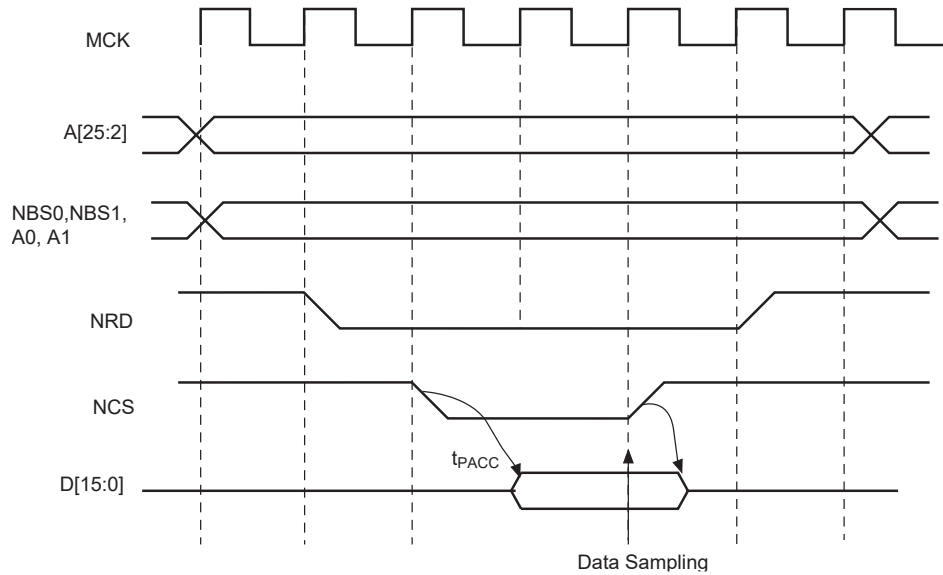 MCK
A[25:2]
NBS0,NBS1,
A0, A1
NRD
NCS
tPACC
D[15:0]
Data Sampling